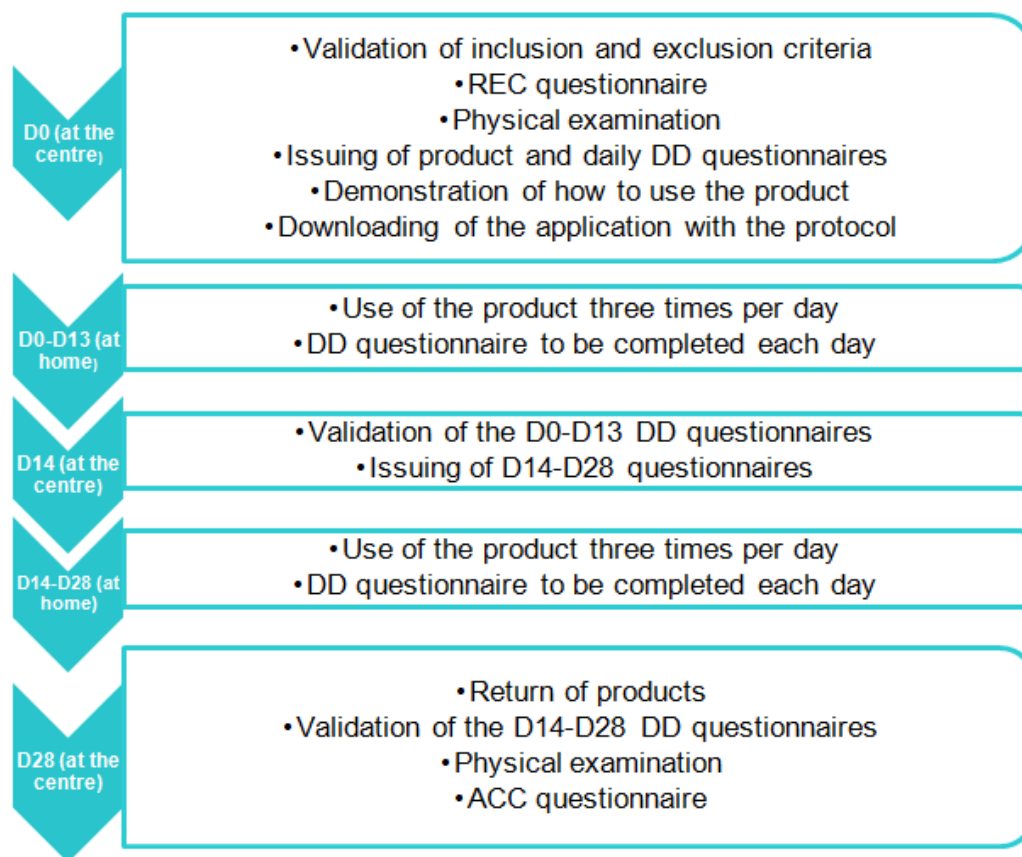 D0 (at the
centre)
•Validation of inclusion and exclusion criteria
•REC questionnaire
•Physical examination
•Issuing of product and daily DD questionnaires
•Demonstration of how to use the product
•Downloading of the application with the protocol
D0-D13 (at
home)
•Use of the product three times per day
•DD questionnaire to be completed each day
D14 (at the
centre)
•Validation of the D0-D13 DD questionnaires
•Issuing of D14-D28 questionnaires
D14-D28 (at
home)
•Use of the product three times per day
•DD questionnaire to be completed each day
D28 (at the
centre)
•Return of products
•Validation of the D14-D28 DD questionnaires
•Physical examination
•ACC questionnaire